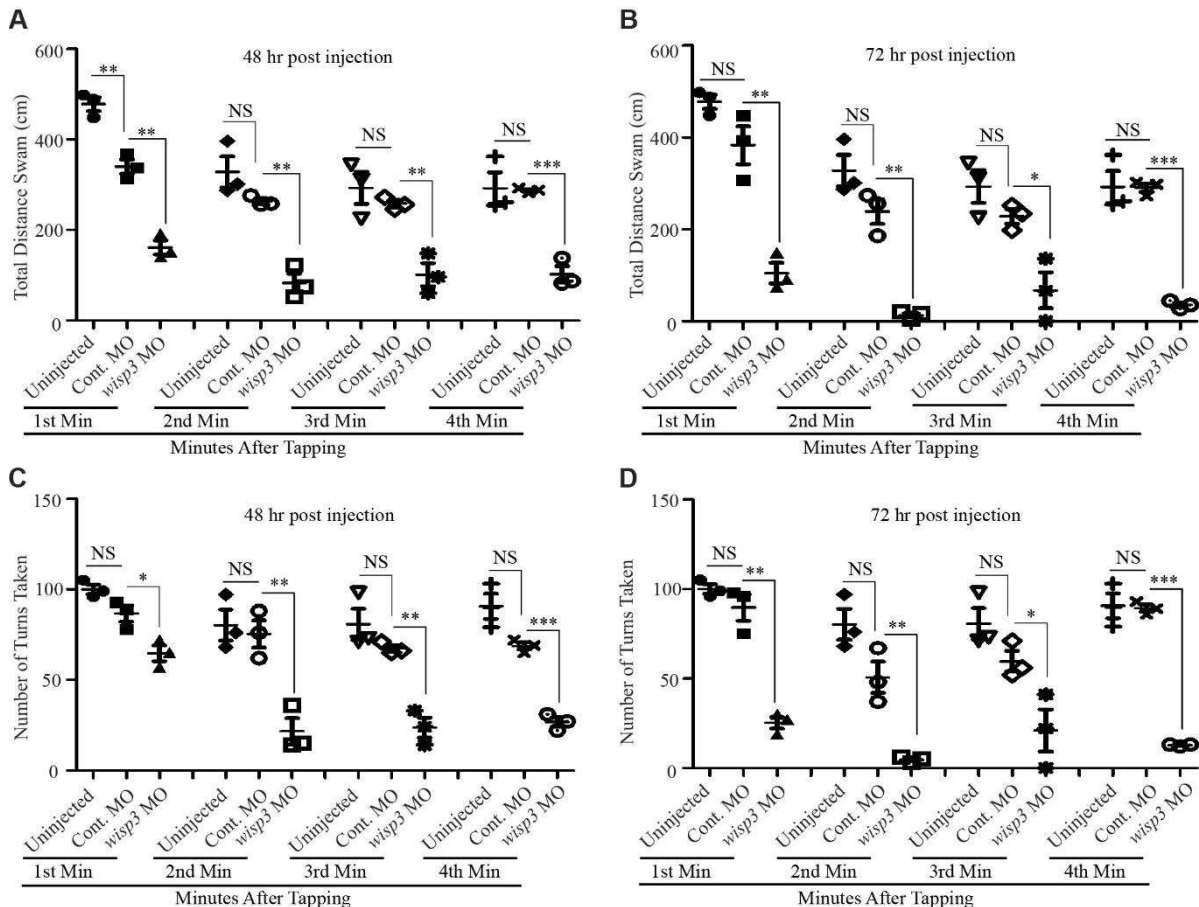 A
48 hr post injection
Total Distance Swam (cm)
600
400
200
0
**
**
NS
**
NS
**
NS
***
Uninjected
Cont. MO
wisp3 MO
Uninjected
Cont. MO
wisp3 MO
Uninjected
Cont. MO
wisp3 MO
Uninjected
Cont. MO
wisp3 MO
1st Min
2nd Min
3rd Min
4th Min
Minutes After Tapping
B
72 hr post injection
Total Distance Swam (cm)
600
400
200
0
NS
**
NS
**
NS
*
NS
***
Uninjected
Cont. MO
wisp3 MO
Uninjected
Cont. MO
wisp3 MO
Uninjected
Cont. MO
wisp3 MO
Uninjected
Cont. MO
wisp3 MO
1st Min
2nd Min
3rd Min
4th Min
Minutes After Tapping
C
48 hr post injection
Number of Turns Taken
150
100
50
0
NS
*
NS
**
NS
**
NS
***
Uninjected
Cont. MO
wisp3 MO
Uninjected
Cont. MO
wisp3 MO
Uninjected
Cont. MO
wisp3 MO
Uninjected
Cont. MO
wisp3 MO
1st Min
2nd Min
3rd Min
4th Min
Minutes After Tapping
D
72 hr post injection
Number of Turns Taken
150
100
50
0
NS
**
NS
**
NS
*
NS
***
Uninjected
Cont. MO
wisp3 MO
Uninjected
Cont. MO
wisp3 MO
Uninjected
Cont. MO
wisp3 MO
Uninjected
Cont. MO
wisp3 MO
1st Min
2nd Min
3rd Min
4th Min
Minutes After Tapping